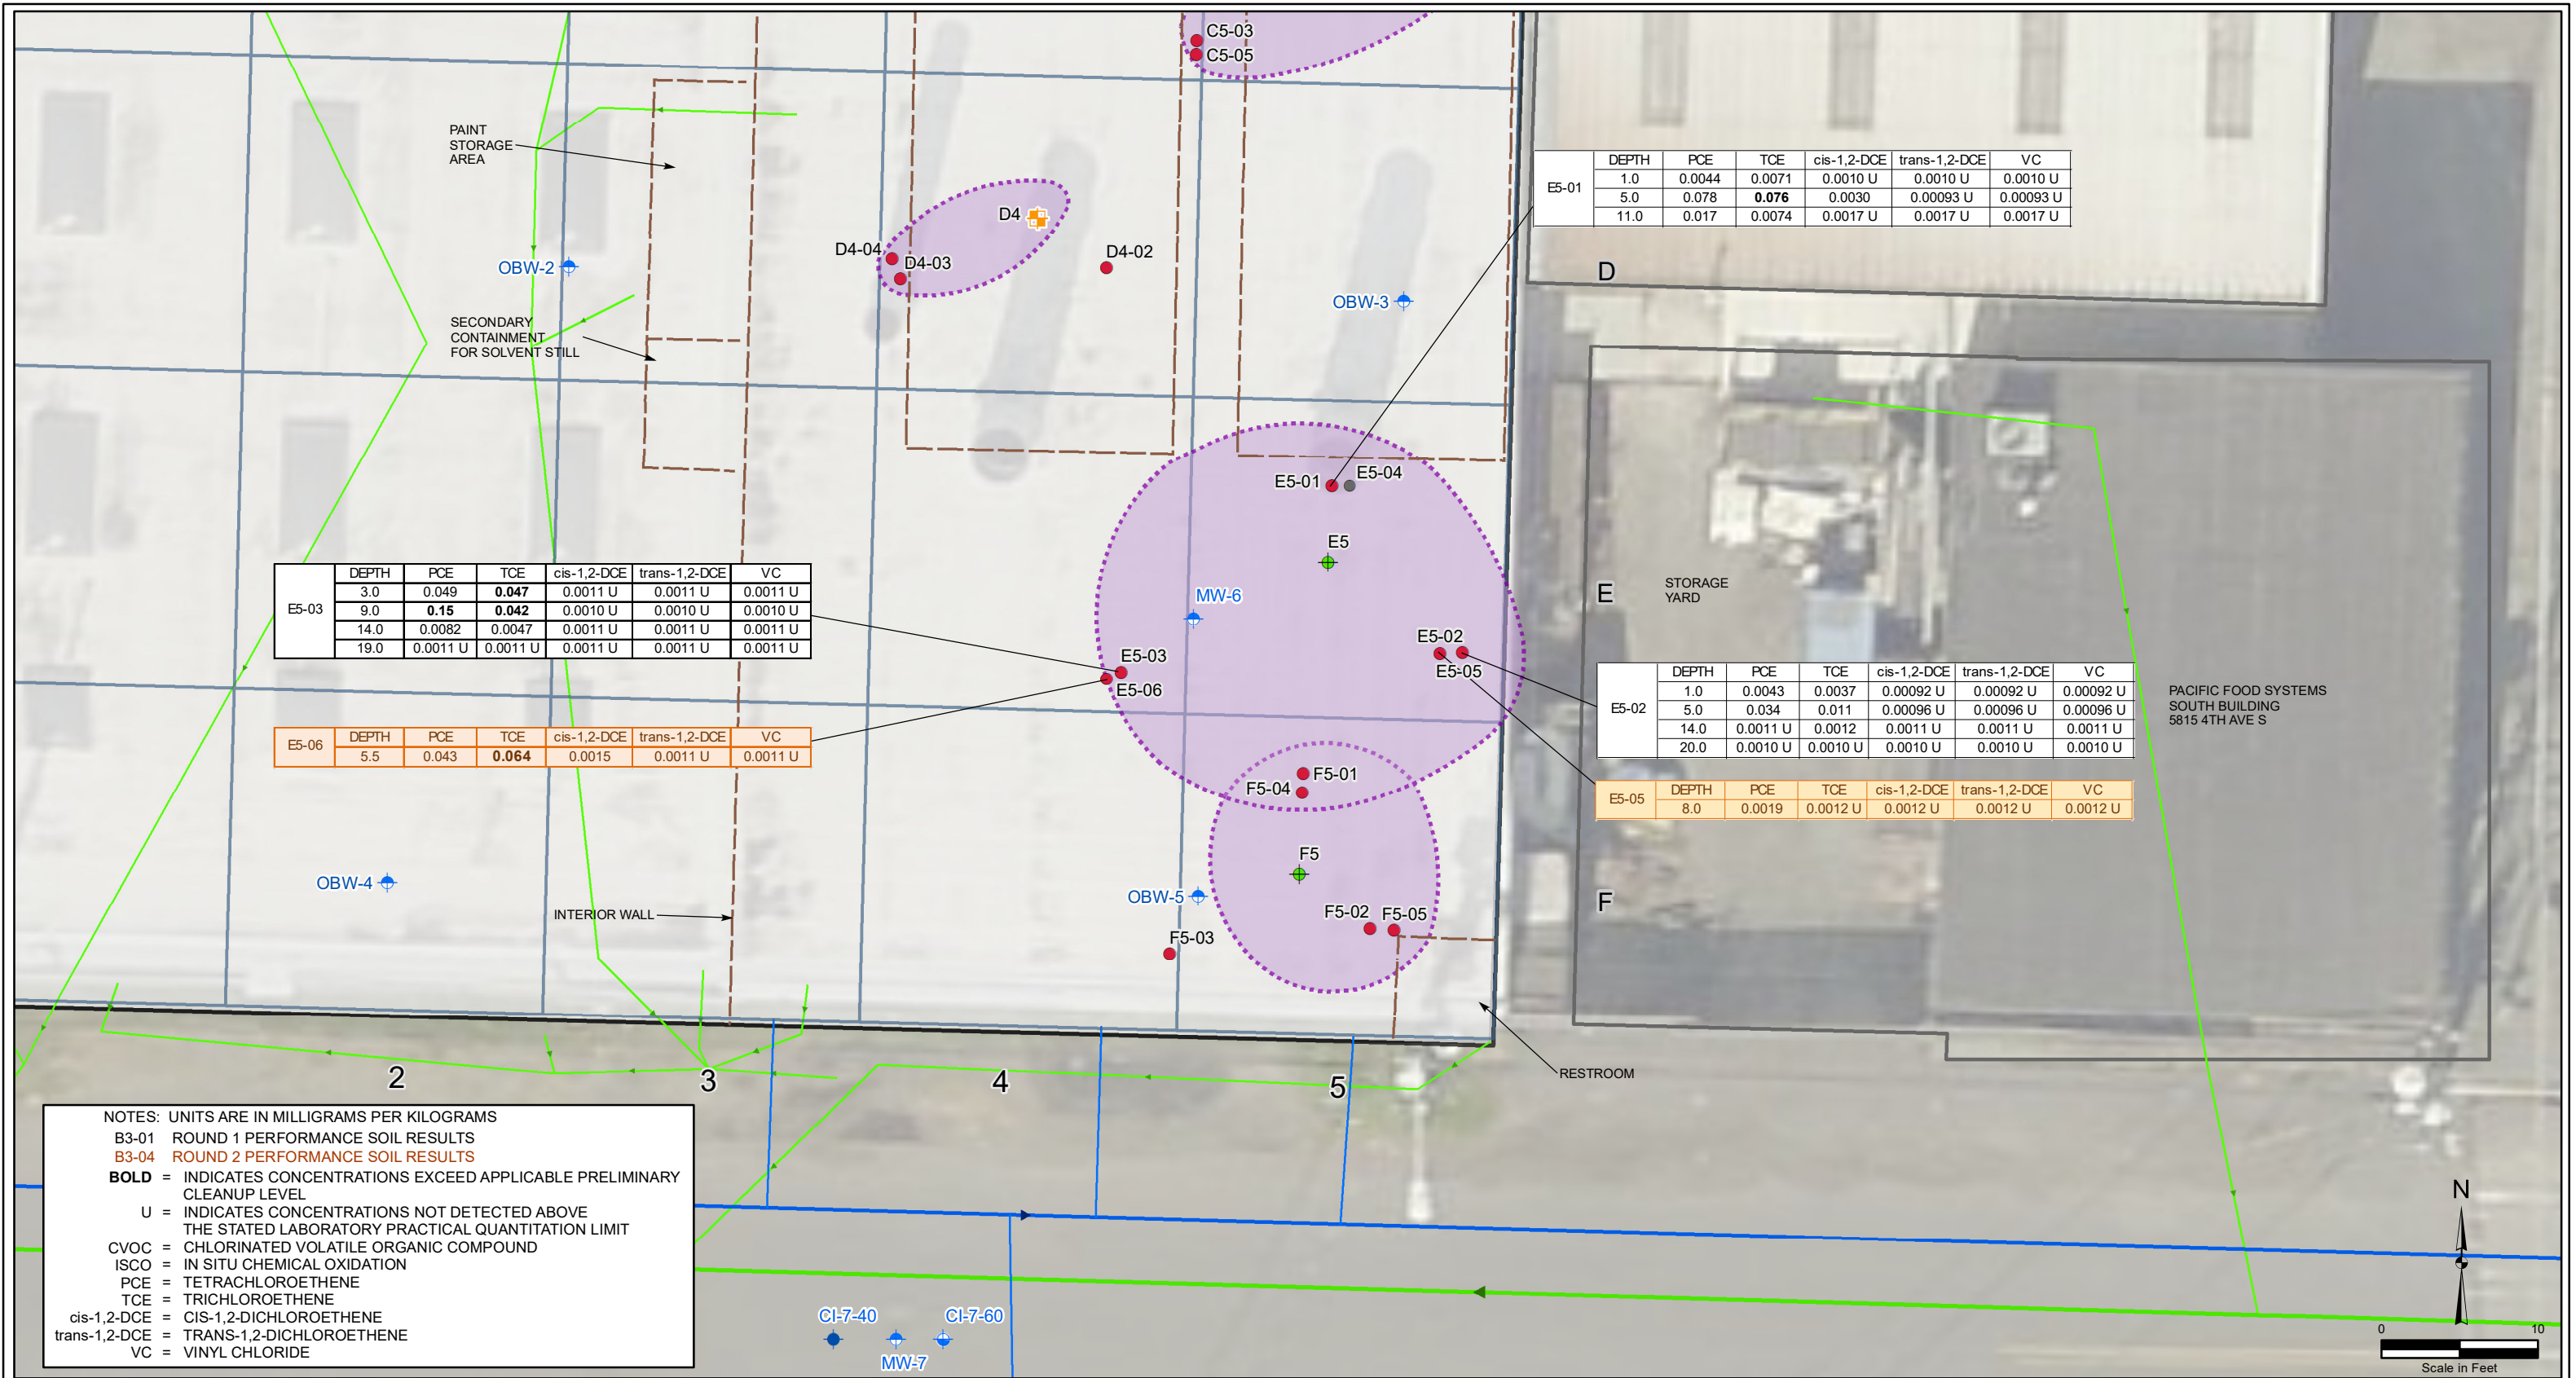 C5-03
C5-05
PAINT
STORAGE
AREA
D4
D4-04
D4-03
D4-02
OBW-2
OBW-3
SECONDARY
CONTAINMENT
FOR SOLVENT STILL
E5-01 DEPTH PCE TCE cis-1,2-DCE trans-1,2-DCE VC
1.0 0.0044 0.0071 0.0010 U 0.0010 U 0.0010 U
5.0 0.078 0.076 0.0030 0.00093 U 0.00093 U
11.0 0.017 0.0074 0.0017 U 0.0017 U 0.0017 U
D
E5-01
E5-04
E5
MW-6
E5-03 DEPTH PCE TCE cis-1,2-DCE trans-1,2-DCE VC
3.0 0.049 0.047 0.0011 U 0.0011 U 0.0011 U
9.0 0.15 0.042 0.0010 U 0.0010 U 0.0010 U
14.0 0.0082 0.0047 0.0011 U 0.0011 U 0.0011 U
19.0 0.0011 U 0.0011 U 0.0011 U 0.0011 U 0.0011 U
E5-03
E5-06
E5-02
E5-05
E
STORAGE
YARD
E5-02 DEPTH PCE TCE cis-1,2-DCE trans-1,2-DCE VC
1.0 0.0043 0.0037 0.00092 U 0.00092 U 0.00092 U
5.0 0.034 0.011 0.00096 U 0.00096 U 0.00096 U
14.0 0.0011 U 0.0012 0.0011 U 0.0011 U 0.0011 U
20.0 0.0010 U 0.0010 U 0.0010 U 0.0010 U 0.0010 U
PACIFIC FOOD SYSTEMS
SOUTH BUILDING
5815 4TH AVE S
E5-06 DEPTH PCE TCE cis-1,2-DCE trans-1,2-DCE VC
5.5 0.043 0.064 0.0015 0.0011 U 0.0011 U
E5-05 DEPTH PCE TCE cis-1,2-DCE trans-1,2-DCE VC
8.0 0.0019 0.0012 U 0.0012 U 0.0012 U 0.0012 U
F5-01
F5-04
F5
OBW-4
OBW-5
INTERIOR WALL
F5-02
F5-05
F5-03
F
RESTROOM
2
3
4
5
NOTES: UNITS ARE IN MILLIGRAMS PER KILOGRAMS
B3-01 ROUND 1 PERFORMANCE SOIL RESULTS
B3-04 ROUND 2 PERFORMANCE SOIL RESULTS
BOLD = INDICATES CONCENTRATIONS EXCEED APPLICABLE PRELIMINARY
CLEANUP LEVEL
U = INDICATES CONCENTRATIONS NOT DETECTED ABOVE
THE STATED LABORATORY PRACTICAL QUANTITATION LIMIT
CVOC = CHLORINATED VOLATILE ORGANIC COMPOUND
ISCO = IN SITU CHEMICAL OXIDATION
PCE = TETRACHLOROETHENE
TCE = TRICHLOROETHENE
cis-1,2-DCE = CIS-1,2-DICHLOROETHENE
trans-1,2-DCE = TRANS-1,2-DICHLOROETHENE
VC = VINYL CHLORIDE
CI-7-40
MW-7
CI-7-60
N
0 10
Scale in Feet